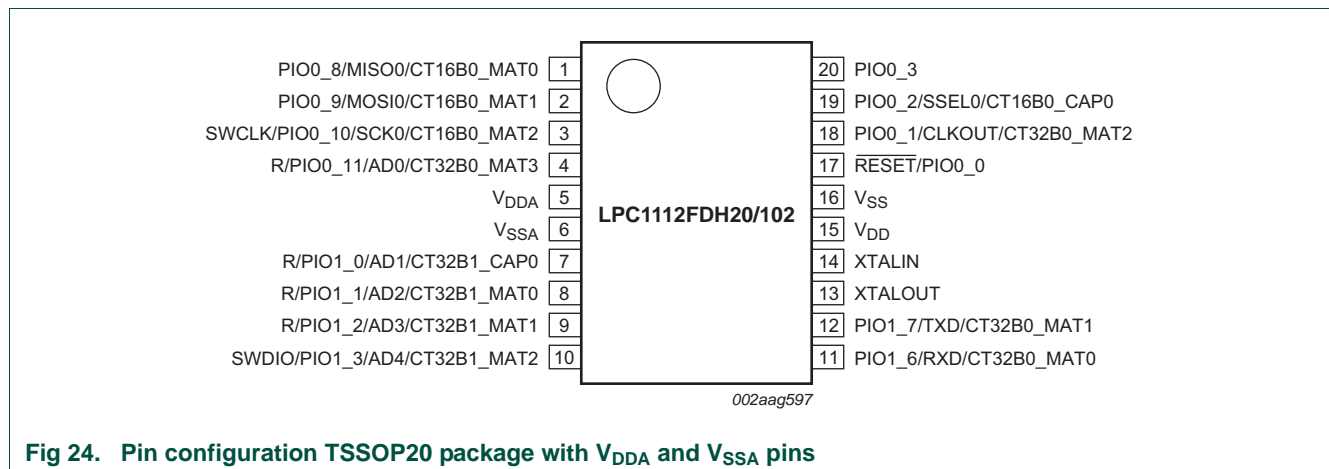 PIO0_8/MISO0/CT16B0_MAT0 1
PIO0_9/MOSI0/CT16B0_MAT1 2
SWCLK/PIO0_10/SCK0/CT16B0_MAT2 3
R/PIO0_11/AD0/CT32B0_MAT3 4
VDDA 5
VSSA 6
R/PIO1_0/AD1/CT32B1_CAP0 7
R/PIO1_1/AD2/CT32B1_MAT0 8
R/PIO1_2/AD3/CT32B1_MAT1 9
SWDIO/PIO1_3/AD4/CT32B1_MAT2 10
LPC1112FDH20/102
20 PIO0_3
19 PIO0_2/SSEL0/CT16B0_CAP0
18 PIO0_1/CLKOUT/CT32B0_MAT2
17 RESET/PIO0_0
16 VSS
15 VDD
14 XTALIN
13 XTALOUT
12 PIO1_7/TXD/CT32B0_MAT1
11 PIO1_6/RXD/CT32B0_MAT0
002aag597
Fig 24. Pin configuration TSSOP20 package with VDDA and VSSA pins